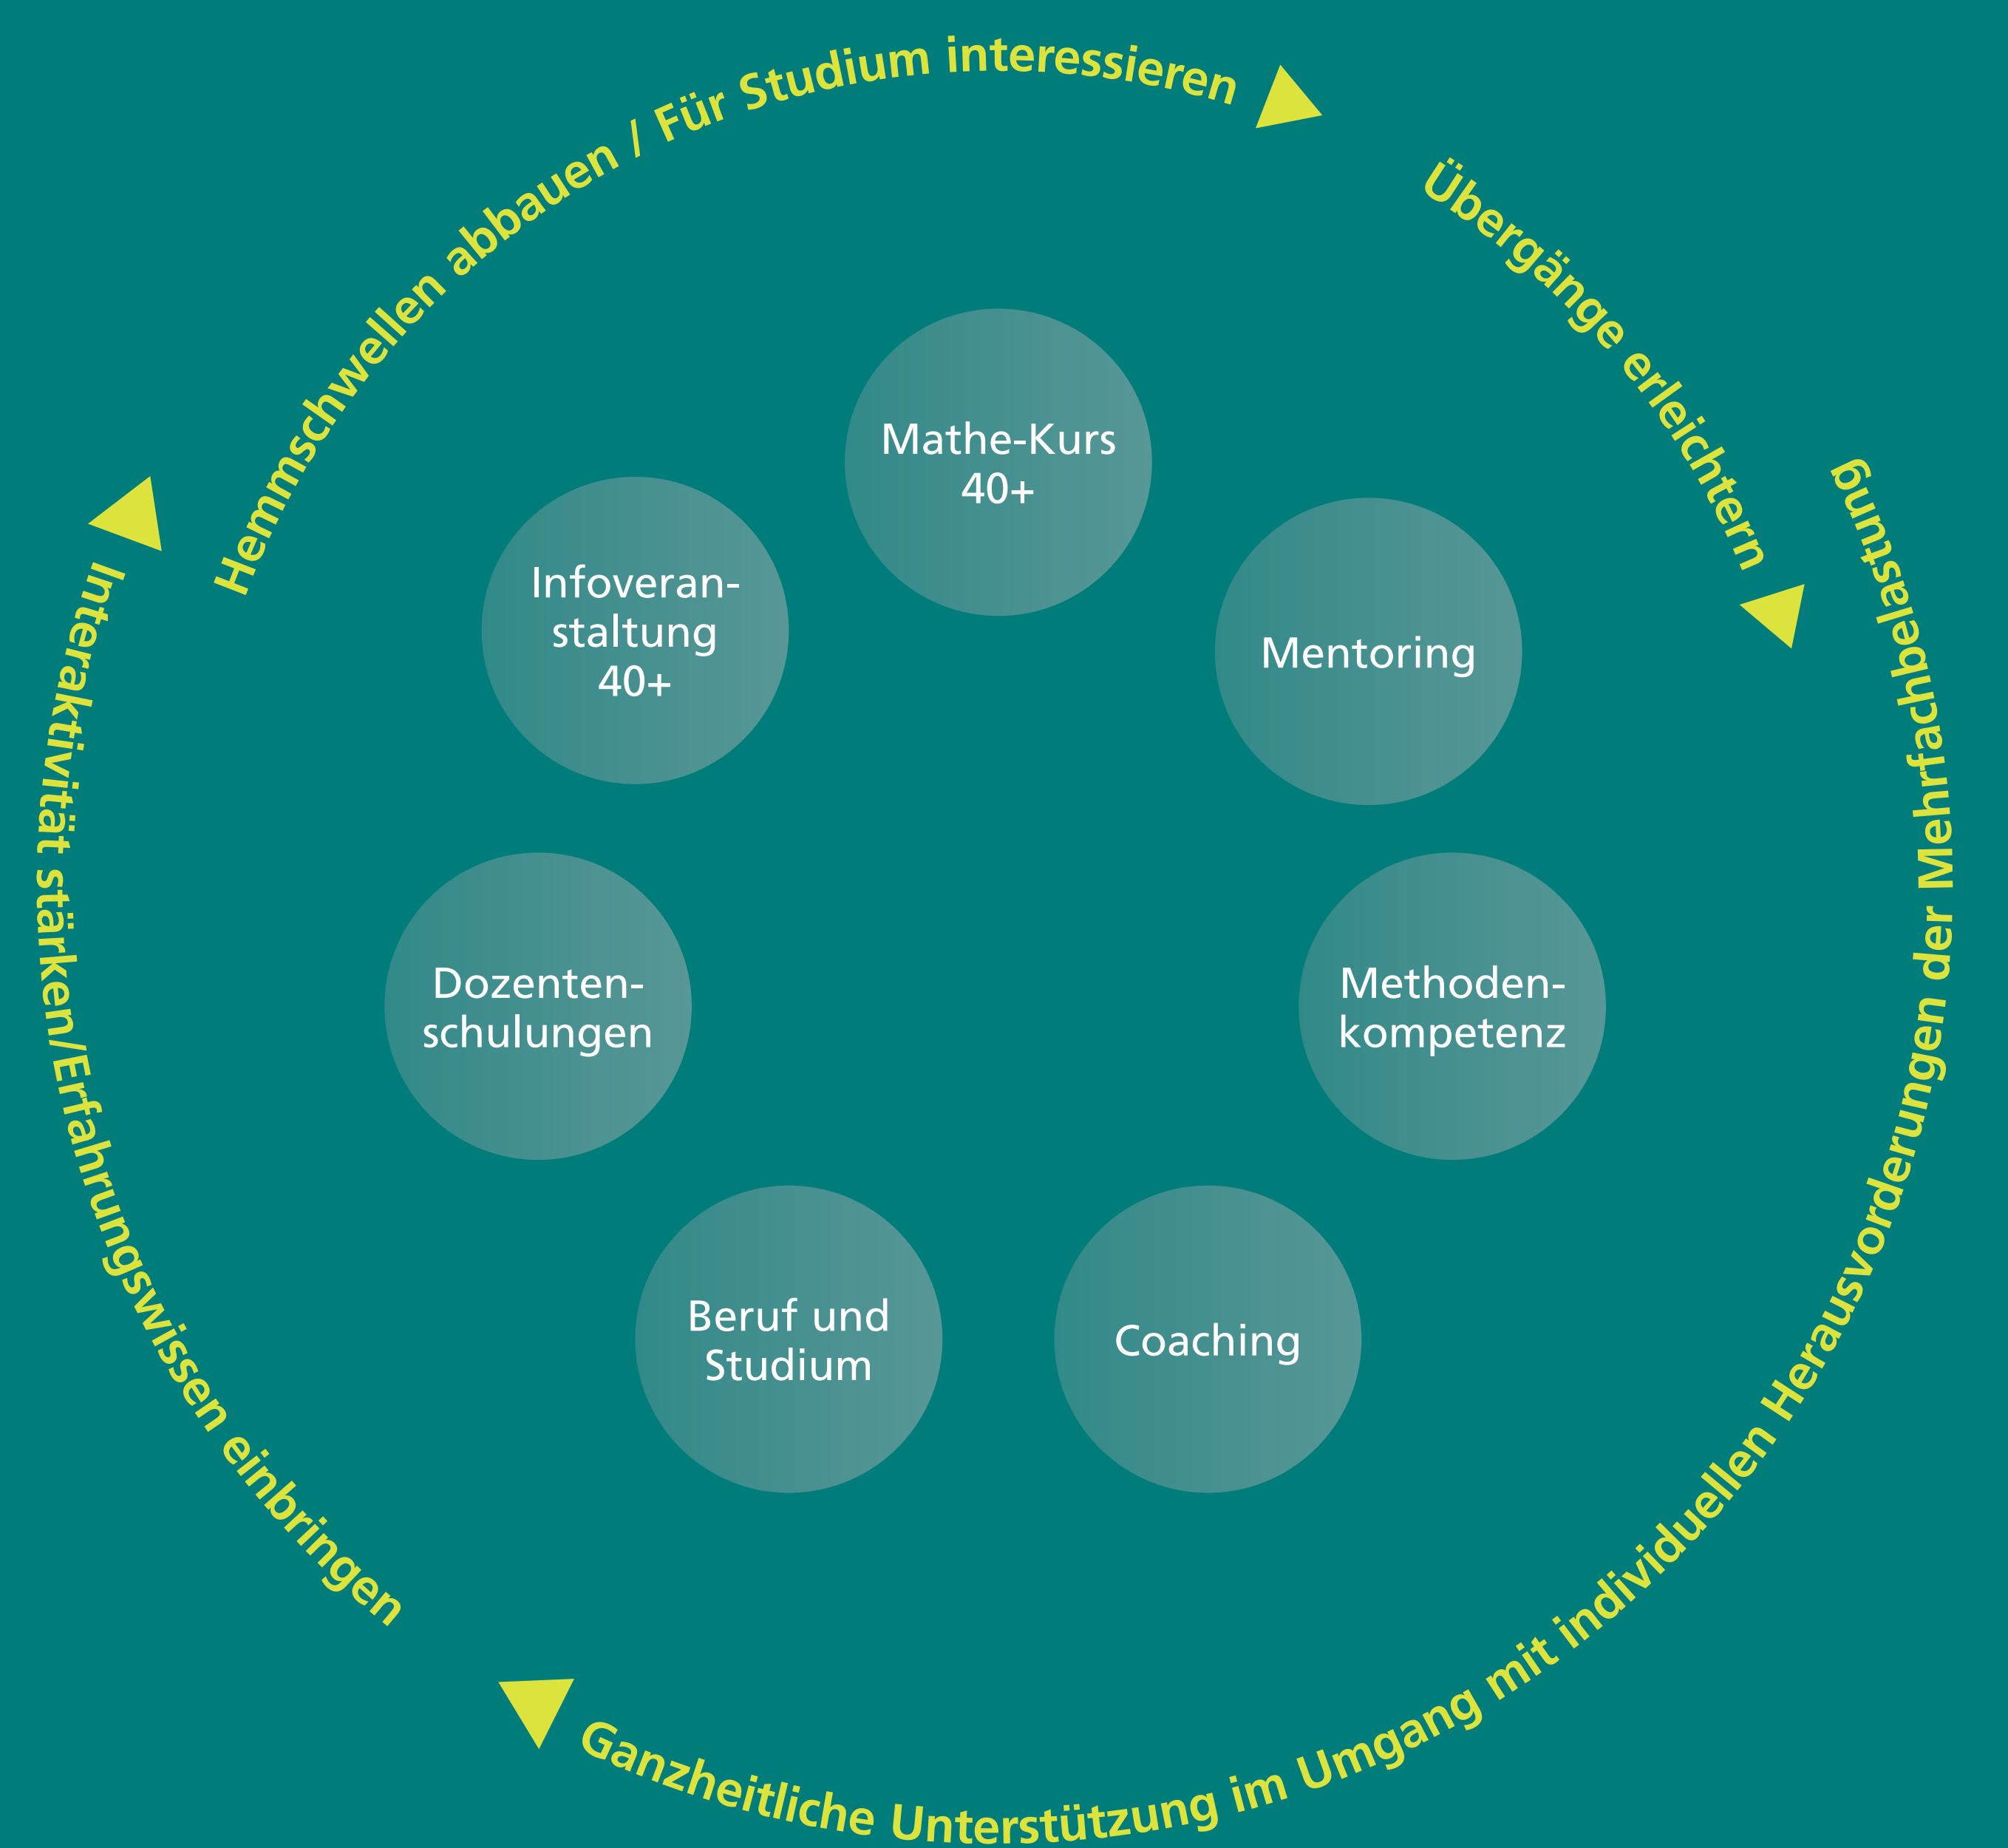 Hemmschwellen abbauen / Für Studium interessieren
Übergänge erleichtern
Ganzheitliche Unterstützung im Umgang mit individuellen Herausvorderungen der Mehrfachbelastung
Interaktivität stärken/Erfahrungswissen einbringen
Mathe-Kurs
40+
Mentoring
Methoden-
kompetenz
Coaching
Beruf und
Studium
Dozenten-
schulungen
Infoveran-
staltung
40+